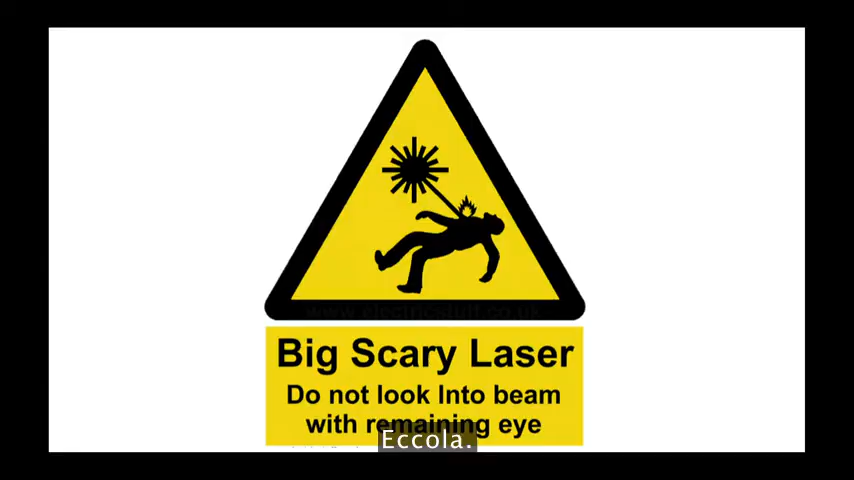 Big Scary Laser
Do not look Into beam
with remaining eye
Eccola.